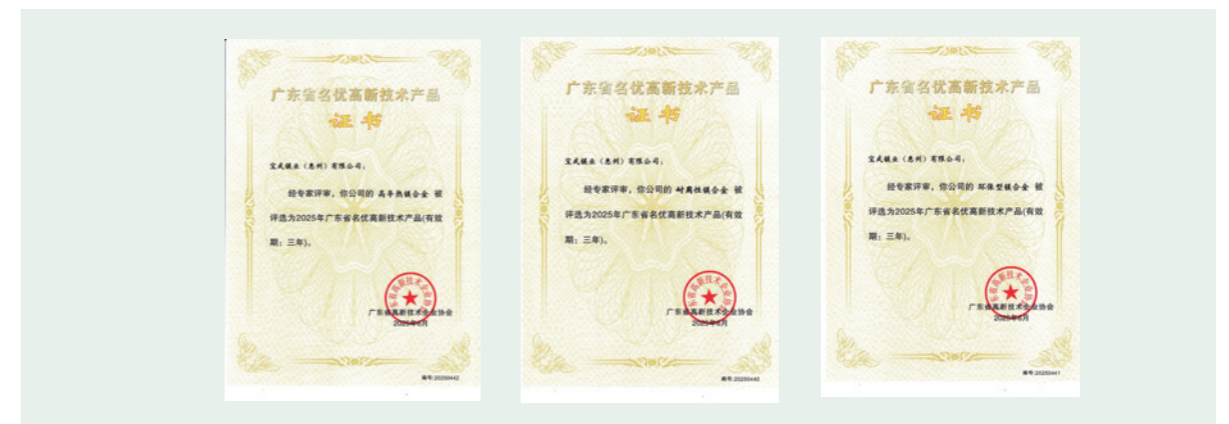 广东省名优高新技术产品
证书
宝武镁业（惠州）有限公司：
经专家评审，你公司的 高导热镁合金 被
评选为2025年广东省名优高新技术产品(有效
期：三年)。
广东省高新技术企业协会
2025年6月
编号:20250442
广东省名优高新技术产品
证书
宝武镁业（惠州）有限公司：
经专家评审，你公司的 耐腐蚀镁合金 被
评选为2025年广东省名优高新技术产品(有效
期：三年)。
广东省高新技术企业协会
2025年6月
编号:20250440
广东省名优高新技术产品
证书
宝武镁业（惠州）有限公司：
经专家评审，你公司的 环保型镁合金 被
评选为2025年广东省名优高新技术产品(有效
期：三年)。
广东省高新技术企业协会
2025年6月
编号:20250441